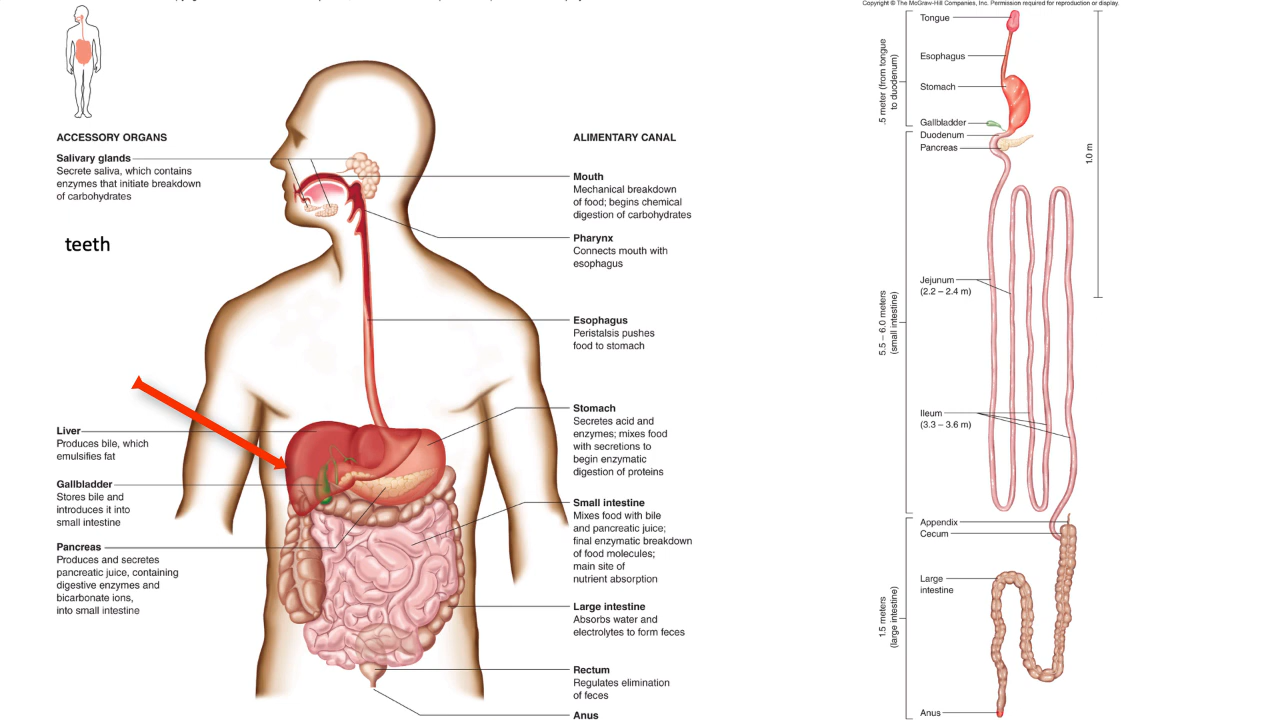 ACCESSORY ORGANS
Salivary glands
Secrete saliva, which contains
enzymes that initiate breakdown
of carbohydrates
teeth
Liver
Produces bile, which
emulsifies fat
Gallbladder
Stores bile and
introduces it into
small intestine
Pancreas
Produces and secretes
pancreatic juice, containing
digestive enzymes and
bicarbonate ions,
into small intestine
ALIMENTARY CANAL
Mouth
Mechanical breakdown
of food; begins chemical
digestion of carbohydrates
Pharynx
Connects mouth with
esophagus
Esophagus
Peristalsis pushes
food to stomach
Stomach
Secretes acid and
enzymes; mixes food
with secretions to
begin enzymatic
digestion of proteins
Small intestine
Mixes food with bile
and pancreatic juice;
final enzymatic breakdown
of food molecules;
main site of
nutrient absorption
Large intestine
Absorbs water and
electrolytes to form feces
Rectum
Regulates elimination
of feces
Anus
Copyright © The McGraw-Hill Companies, Inc. Permission required for reproduction or display.
.5 meter (from tongue
to duodenum)
Tongue
Esophagus
Stomach
Gallbladder
Duodenum
Pancreas
1.0 m
5.5 – 6.0 meters
(small intestine)
Jejunum
(2.2 – 2.4 m)
Ileum
(3.3 – 3.6 m)
1.5 meters
(large intestine)
Appendix
Cecum
Large
intestine
Anus